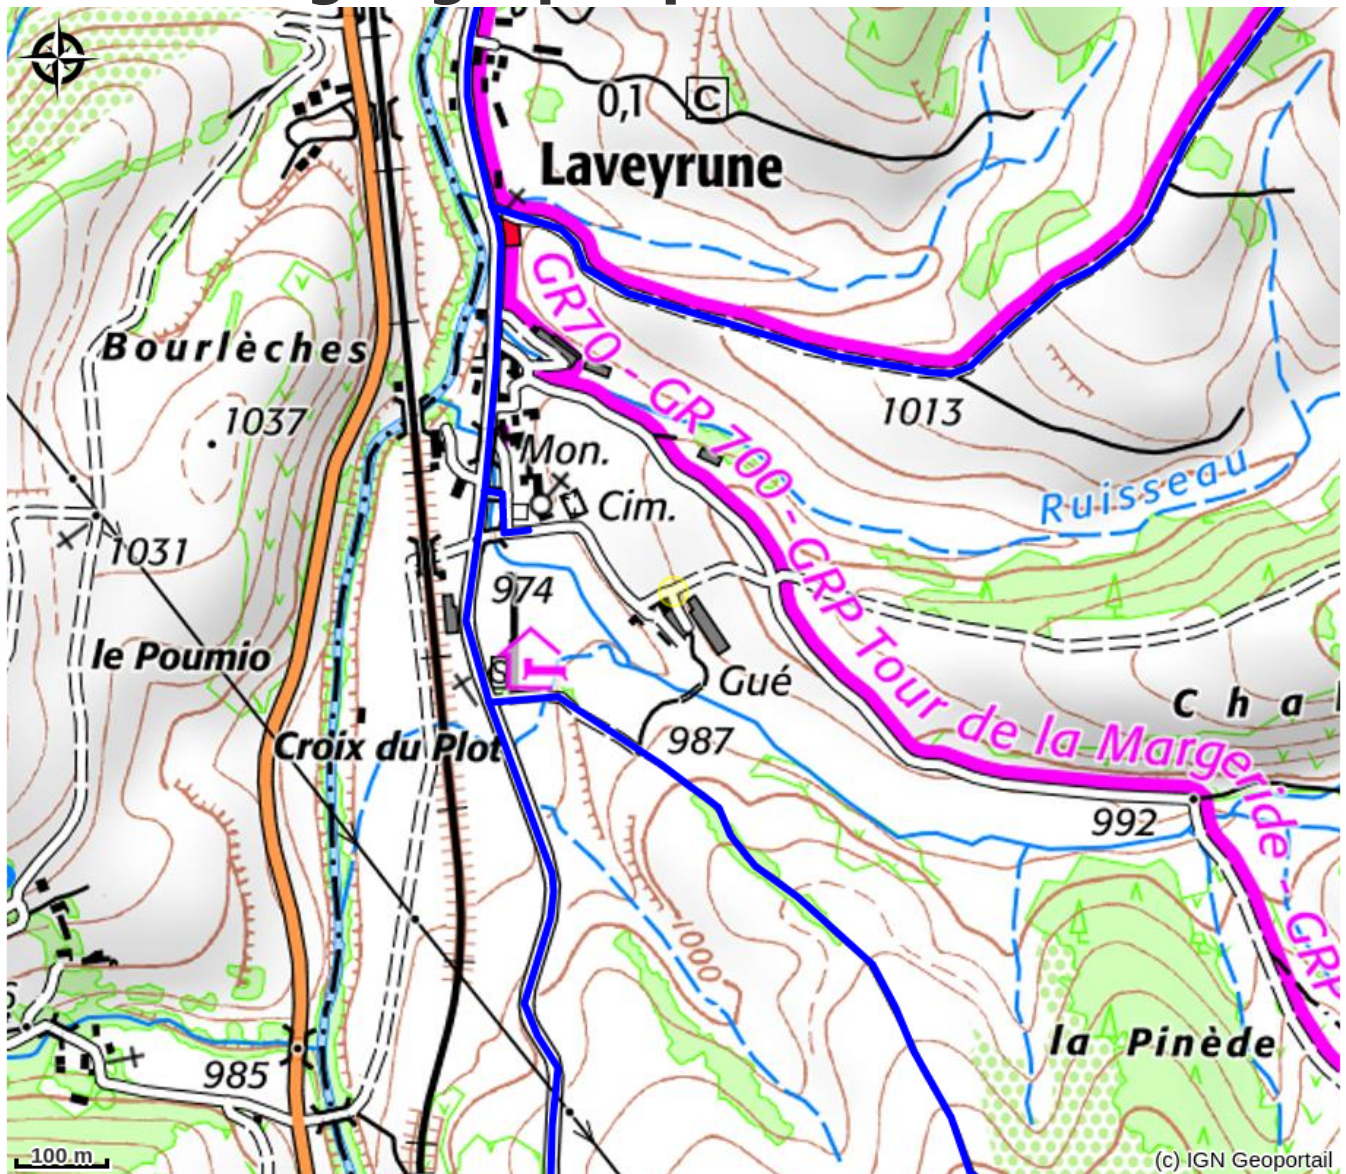 0,1
C
Laveyrune
Bourlèches
1037
GR70 - GR 700 - GRP Tour de la Margeride - GRP
1013
Mon.
Cim.
Ruisseau
1031
974
le Poumio
S
Gué
Cha
987
Croix du Plot
992
1000
la Pinède
985
6
100 m
(c) IGN Geoportail